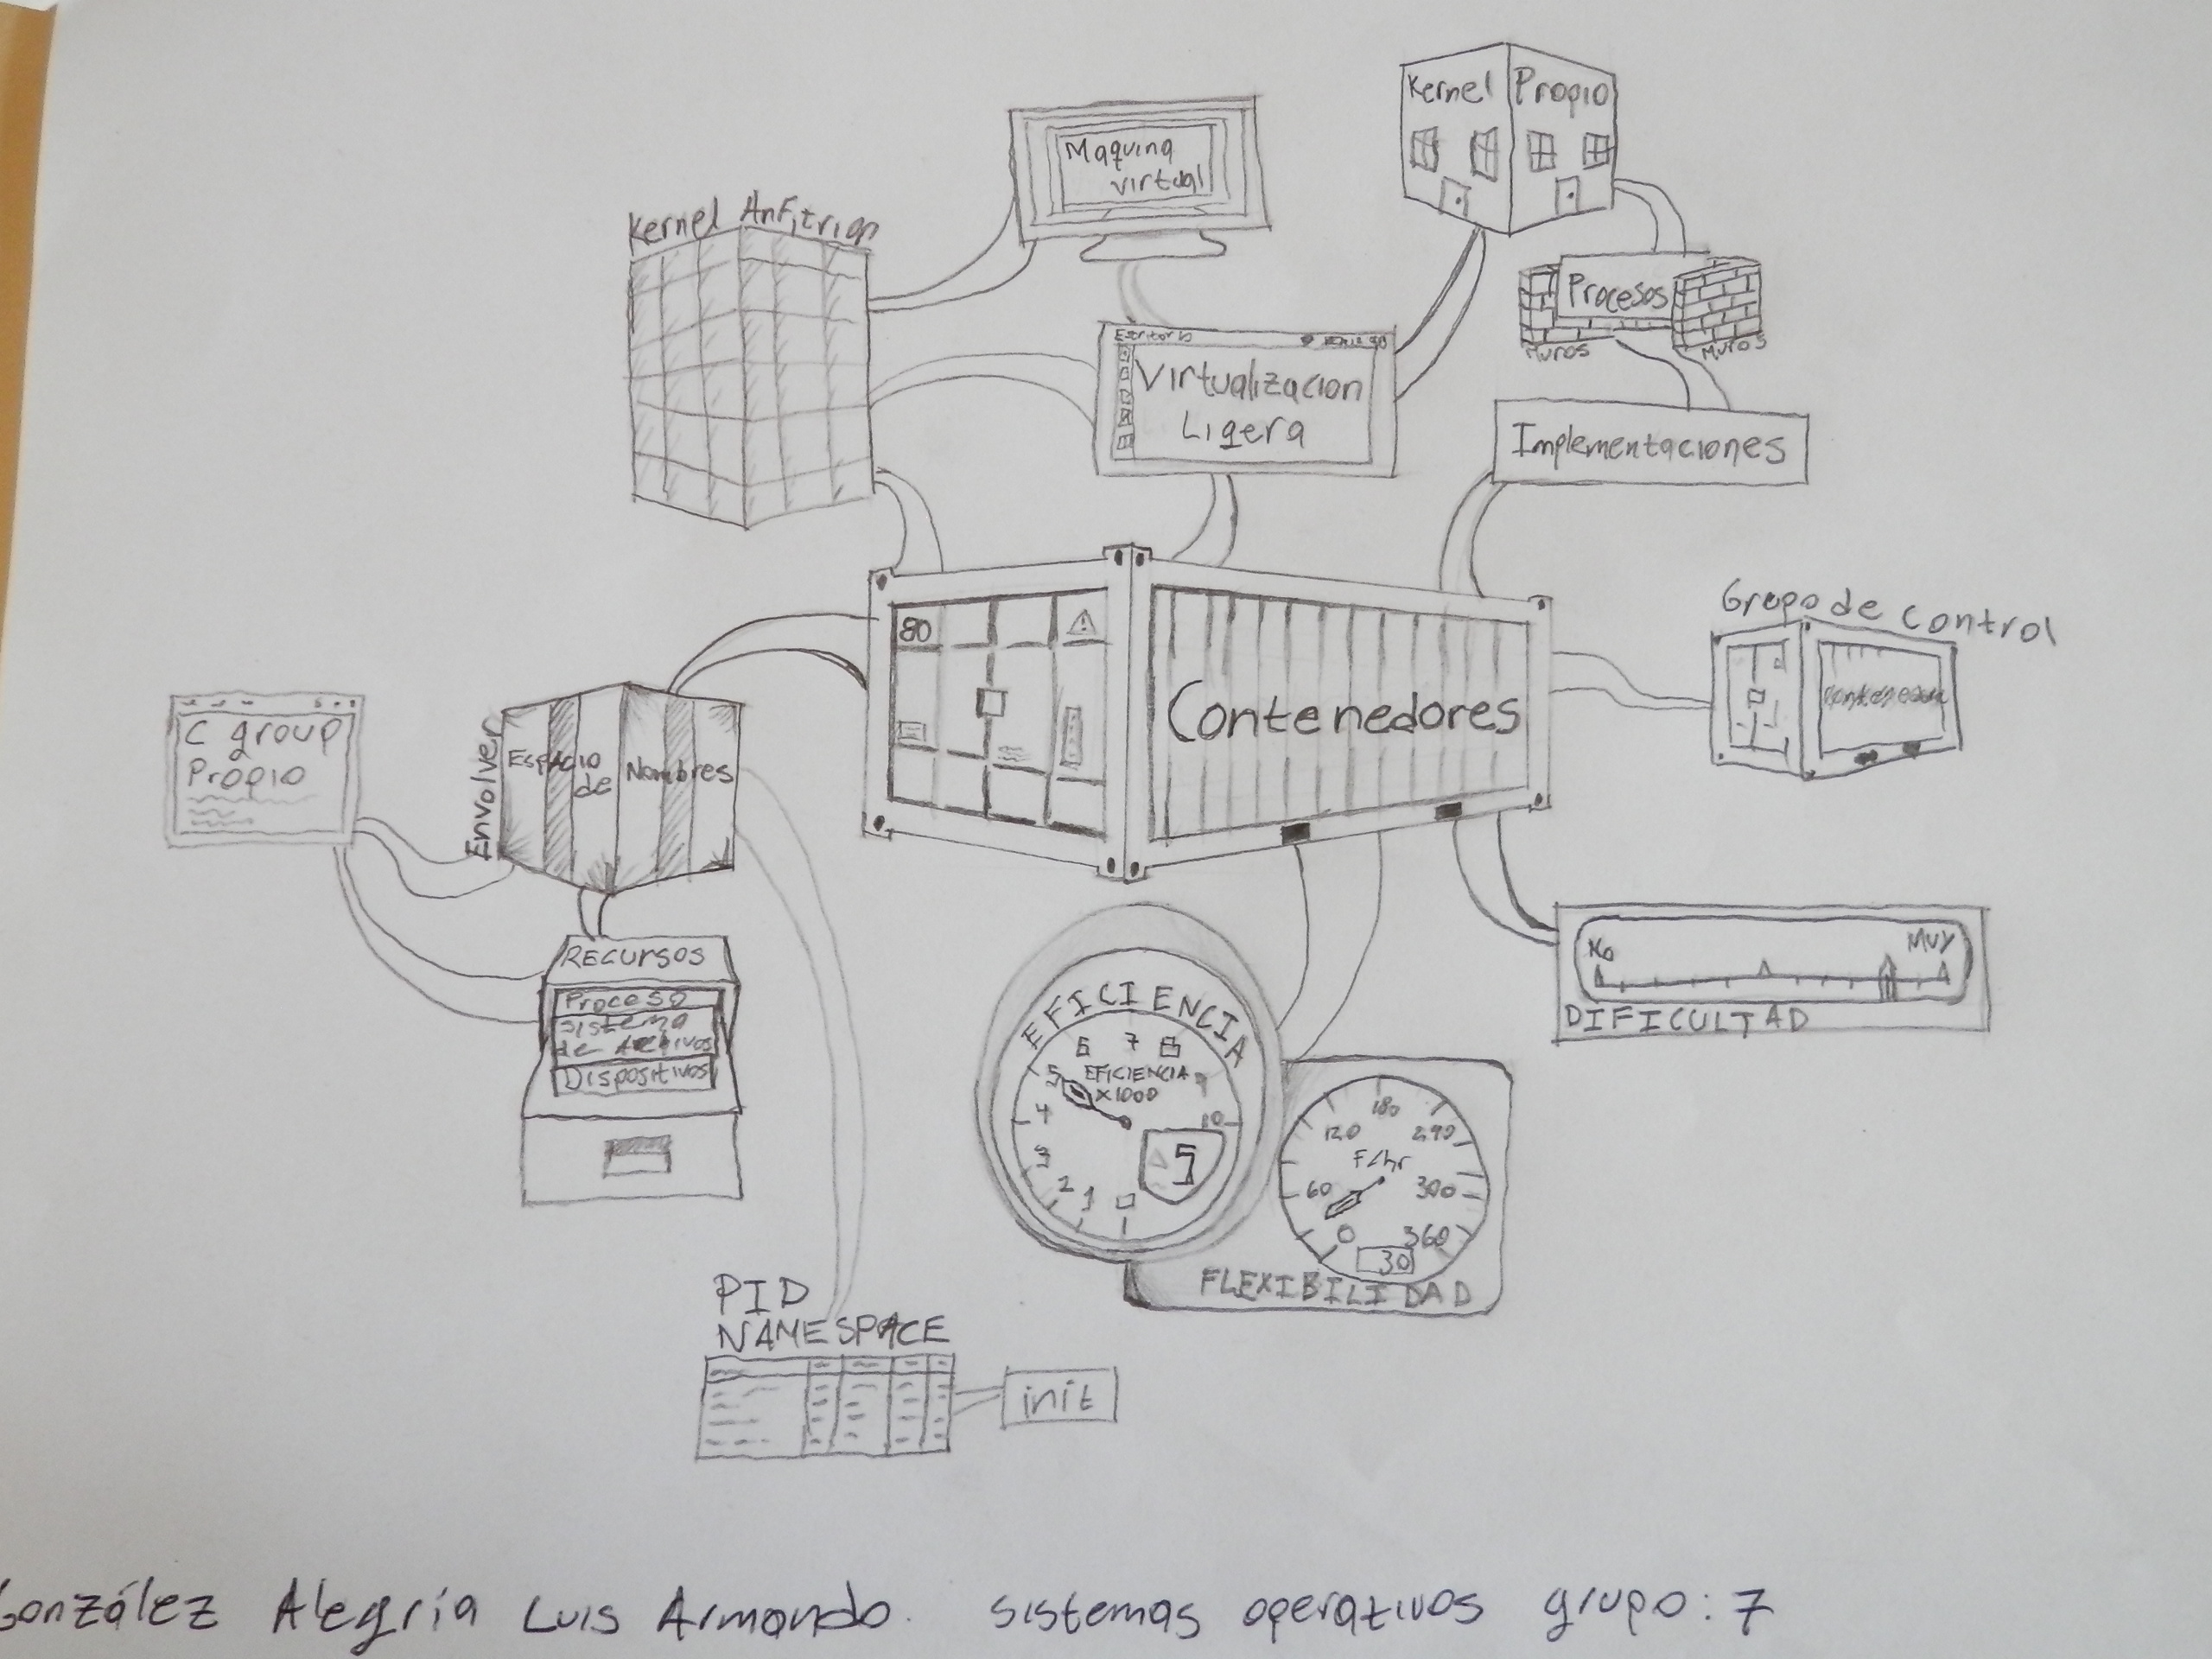 Kernel Propio
Maquina
virtual
Kernel Anfitrion
Procesos
Muros
Muros
Escritorio
Virtualizacion
Ligera
Implementaciones
Grupo de control
80
Contenedores
C group
Propio
Envolver
Espacio
de
Nombres
RECURSOS
Proceso
Sistema
de Archivos
Dispositivos
No
MUY
DIFICULTAD
EFICIENCIA
6 7 8
5 EFICIENCIA 9
X1000
4 10
3 5
2 1 0
180
120 240
F/hr
60 300
0 360
30
FLEXIBILIDAD
PID
NAMESPACE
init
González Alegría Luis Armando. sistemas operativos grupo: 7